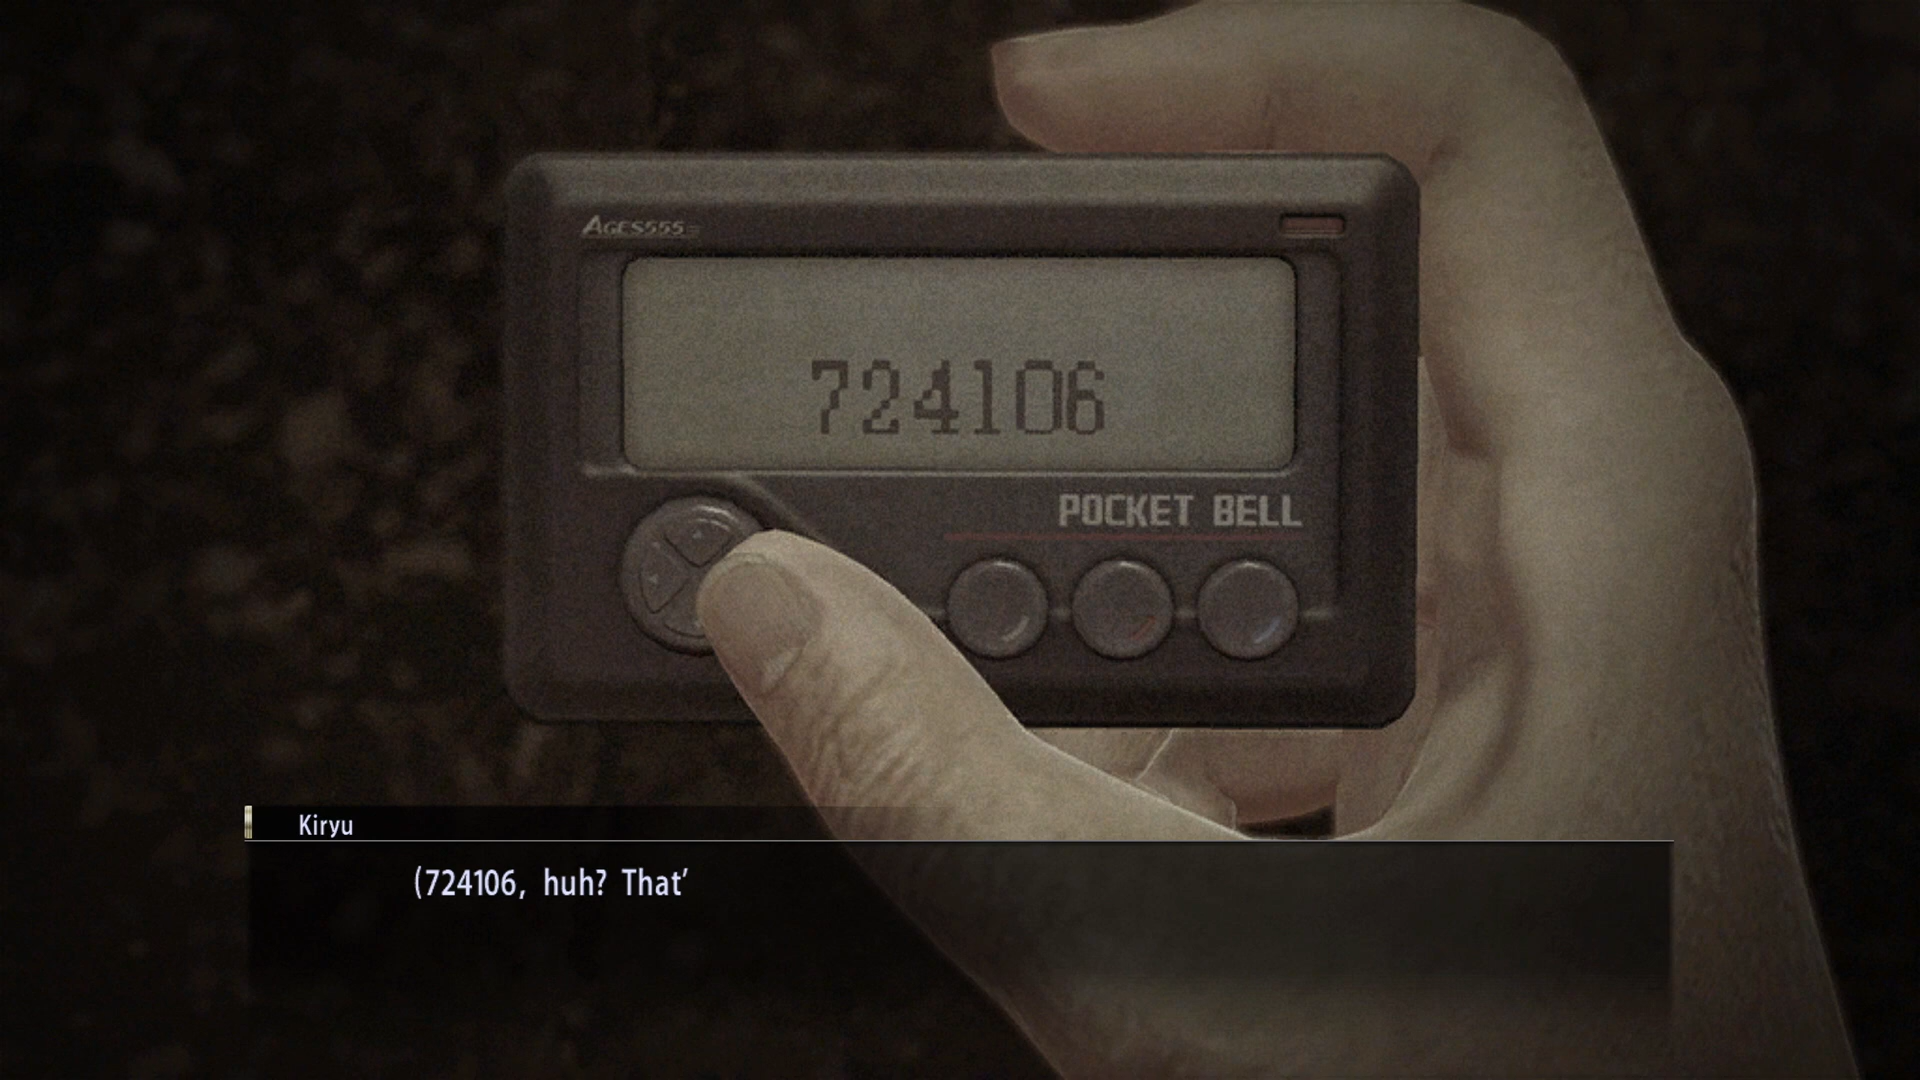 AGES555
724106
POCKET BELL
Kiryu
(724106, huh? That'